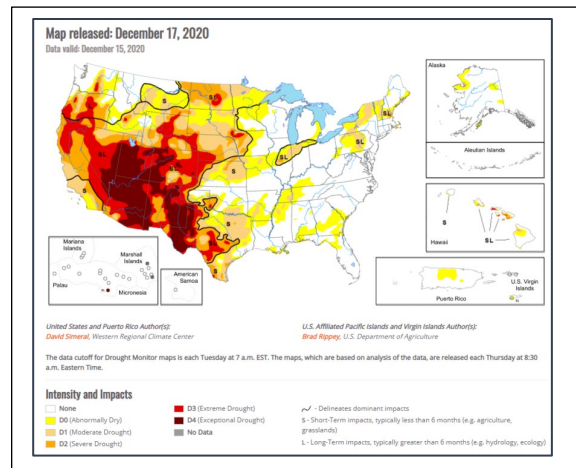 Map released: December 17, 2020
Data valid: December 15, 2020
Alaska
Aleutian Islands
S
S
SL
SL
SL
SL
SL
S
S
S
S
S
SL
Hawaii
Mariana
Islands
Marshall
Islands
Palau
Micronesia
American
Samoa
U.S. Virgin
Islands
Puerto Rico
United States and Puerto Rico Author(s):
David Simeral, Western Regional Climate Center
U.S. Affiliated Pacific Islands and Virgin Islands Author(s):
Brad Rippey, U.S. Department of Agriculture
The data cutoff for Drought Monitor maps is each Tuesday at 7 a.m. EST. The maps, which are based on analysis of the data, are released each Thursday at 8:30
a.m. Eastern Time.
Intensity and Impacts
None
D0 (Abnormally Dry)
D1 (Moderate Drought)
D2 (Severe Drought)
D3 (Extreme Drought)
D4 (Exceptional Drought)
No Data
- Delineates dominant impacts
S - Short-Term impacts, typically less than 6 months (e.g. agriculture,
grasslands)
L - Long-Term impacts, typically greater than 6 months (e.g. hydrology, ecology)